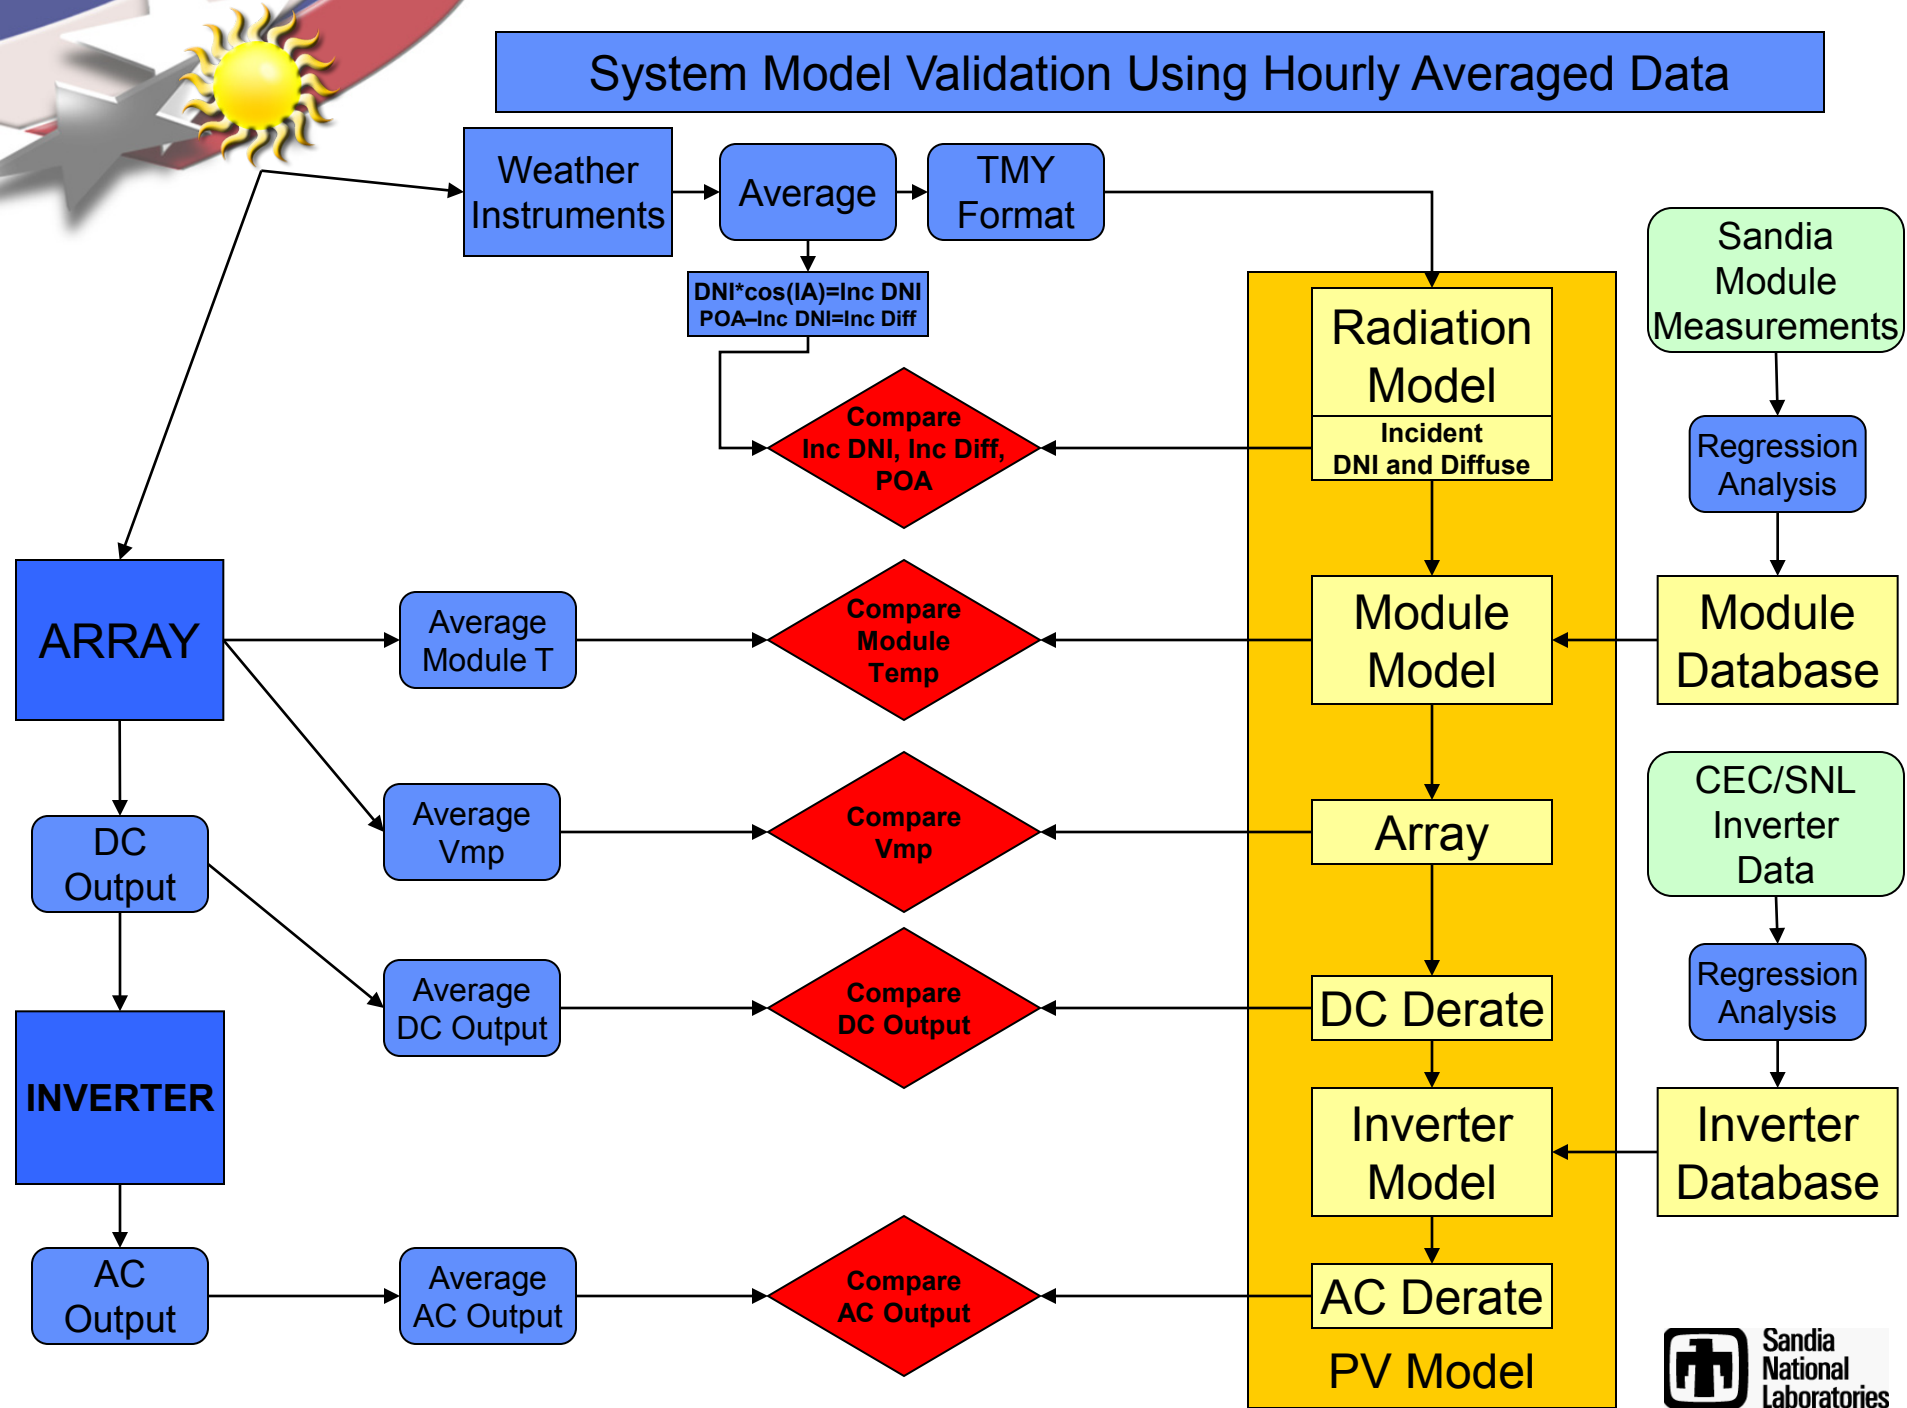 System Model Validation Using Hourly Averaged Data
Weather
Instruments
Average
TMY
Format
DNI*cos(IA)=Inc DNI
POA–Inc DNI=Inc Diff
Sandia
Module
Measurements
Radiation
Model
Incident
DNI and Diffuse
Compare
Inc DNI, Inc Diff,
POA
Regression
Analysis
ARRAY
Average
Module T
Compare
Module
Temp
Module
Model
Module
Database
DC
Output
Average
Vmp
Compare
Vmp
Array
CEC/SNL
Inverter
Data
Average
DC Output
Compare
DC Output
DC Derate
Regression
Analysis
INVERTER
Inverter
Model
Inverter
Database
AC
Output
Average
AC Output
Compare
AC Output
AC Derate
PV Model
Sandia
National
Laboratories